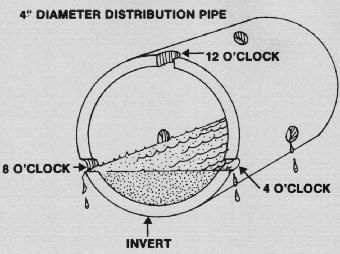 4" DIAMETER DISTRIBUTION PIPE
12 O'CLOCK
8 O'CLOCK
4 O'CLOCK
INVERT